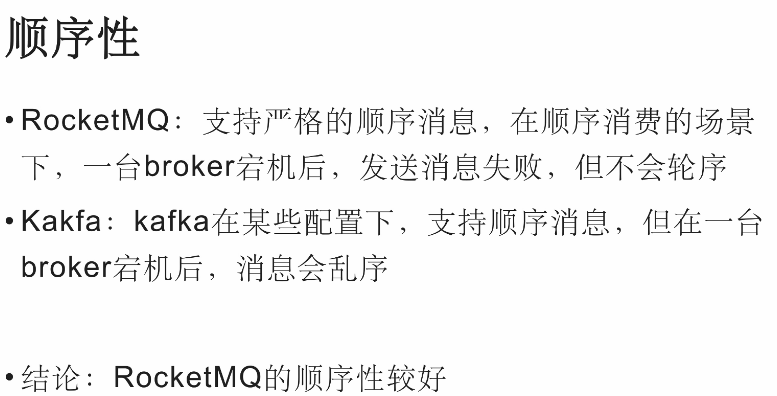 顺序性
•RocketMQ：支持严格的顺序消息，在顺序消费的场景
下，一台broker宕机后，发送消息失败，但不会轮序
•Kakfa：kafka在某些配置下，支持顺序消息，但在一台
broker宕机后，消息会乱序
•结论：RocketMQ的顺序性较好